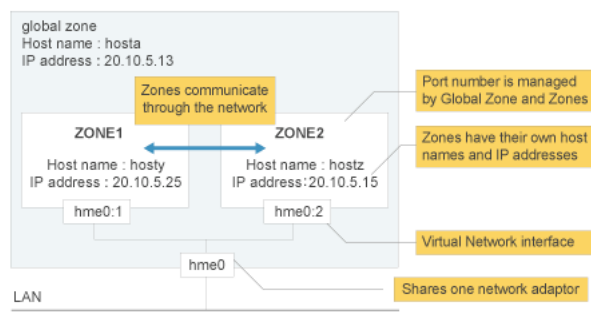 global zone
Host name : hosta
IP address : 20.10.5.13
Zones communicate
through the network
Port number is managed
by Global Zone and Zones
ZONE1
Host name : hosty
IP address : 20.10.5.25
hme0:1
ZONE2
Host name : hostz
IP address:20.10.5.15
hme0:2
Zones have their own host
names and IP addresses
Virtual Network interface
hme0
Shares one network adaptor
LAN